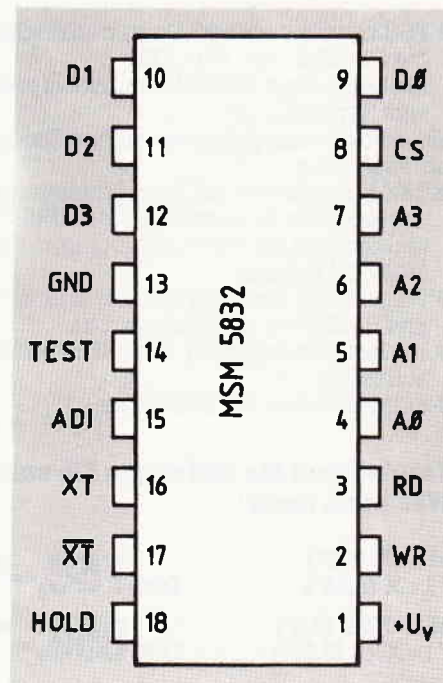 D1 10 9 DØ
D2 11 8 CS
D3 12 7 A3
GND 13 6 A2
MSM 5832
TEST 14 5 A1
ADI 15 4 AØ
XT 16 3 RD
X̅T̅ 17 2 WR
HOLD 18 1 +Uᵥ